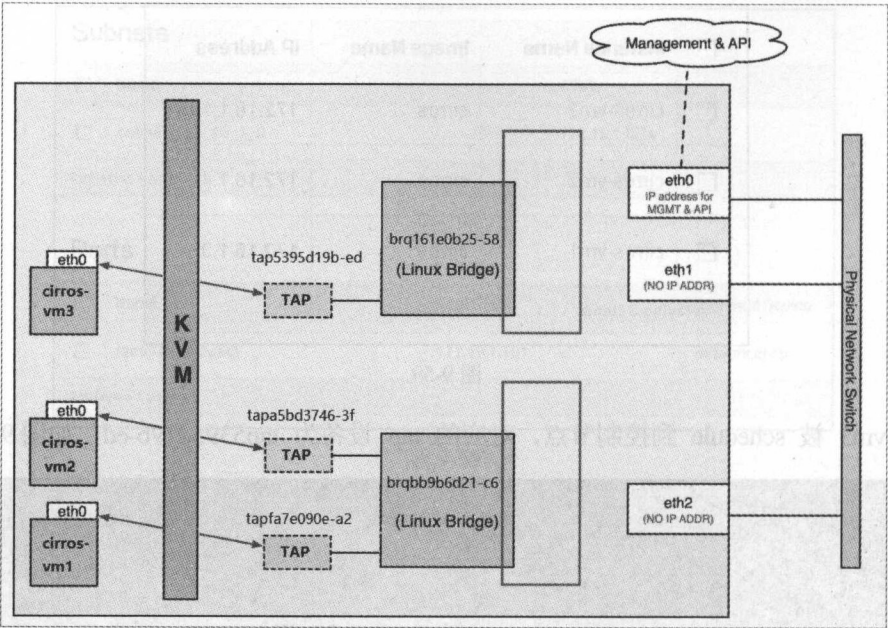 Management & API
eth0
IP address for
MGMT & API
eth1
(NO IP ADDR)
eth2
(NO IP ADDR)
Physical Network Switch
KVM
eth0
cirros-
vm3
tap5395d19b-ed
TAP
brq161e0b25-58
(Linux Bridge)
eth0
cirros-
vm2
tapa5bd3746-3f
TAP
brqbb9b6d21-c6
(Linux Bridge)
eth0
cirros-
vm1
tapfa7e090e-a2
TAP